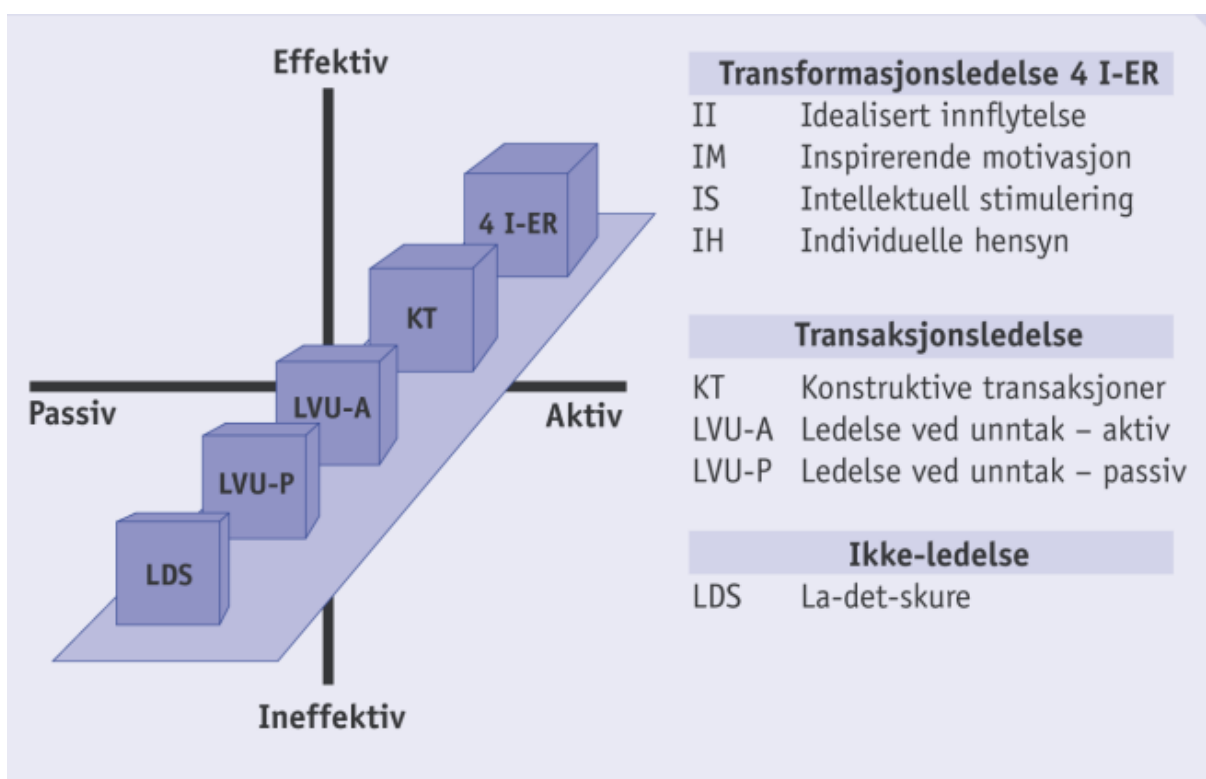 Effektiv
4 I-ER
KT
LVU-A
LVU-P
LDS
Passiv
Aktiv
Ineffektiv
Transformasjonsledelse 4 I-ER
II Idealisert innflytelse
IM Inspirerende motivasjon
IS Intellektuell stimulering
IH Individuelle hensyn
Transaksjonsledelse
KT Konstruktive transaksjoner
LVU-A Ledelse ved unntak – aktiv
LVU-P Ledelse ved unntak – passiv
Ikke-ledelse
LDS La-det-skure